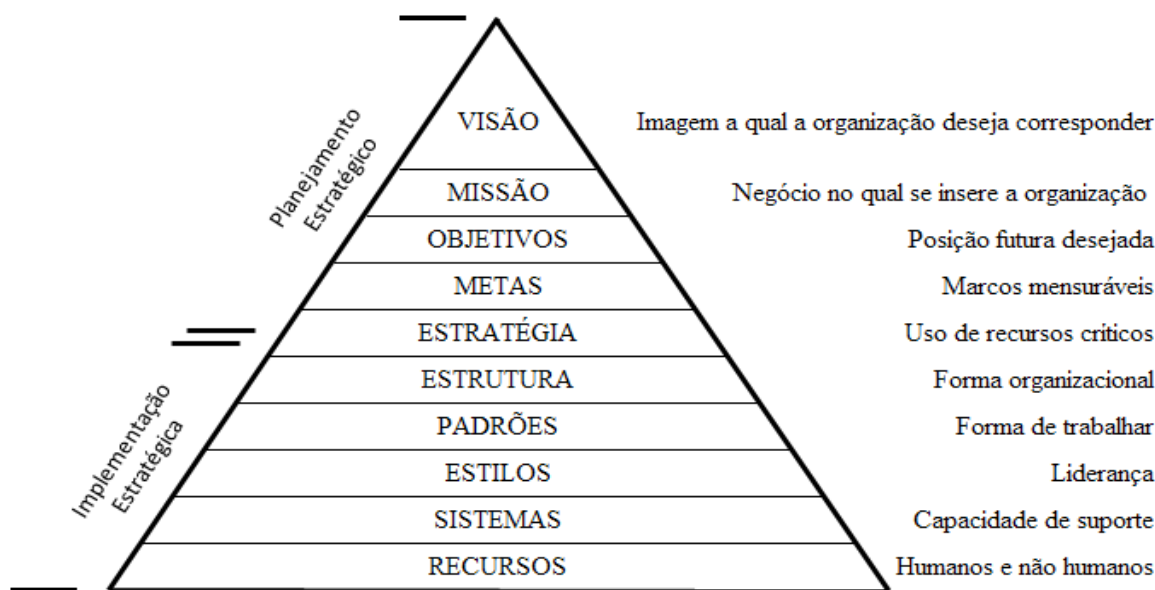 Planejamento
Estratégico
VISÃO Imagem a qual a organização deseja corresponder
MISSÃO Negócio no qual se insere a organização
OBJETIVOS Posição futura desejada
METAS Marcos mensuráveis
ESTRATÉGIA Uso de recursos criticos
Implementação
Estratégica
ESTRUTURA Forma organizacional
PADRÕES Forma de trabalhar
ESTILOS Liderança
SISTEMAS Capacidade de suporte
RECURSOS Humanos e não humanos